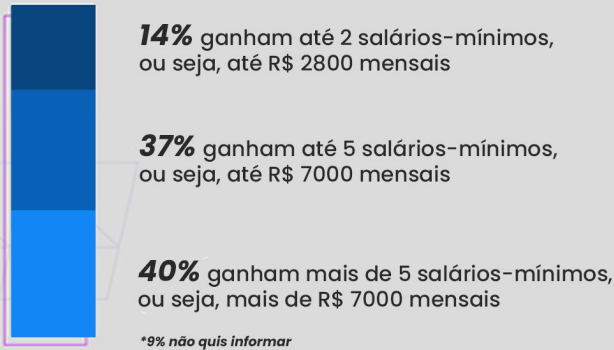 14% ganham até 2 salários-mínimos,
ou seja, até R$ 2800 mensais
37% ganham até 5 salários-mínimos,
ou seja, até R$ 7000 mensais
40% ganham mais de 5 salários-mínimos,
ou seja, mais de R$ 7000 mensais
*9% não quis informar